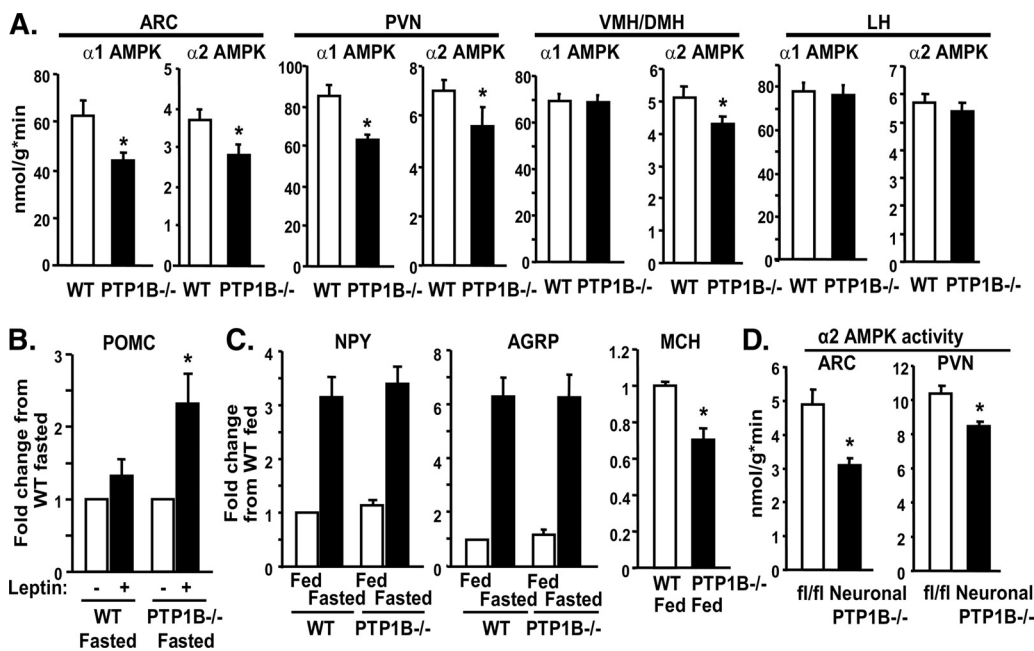 A.
ARC
PVN
VMH/DMH
LH
α1 AMPK
α2 AMPK
α1 AMPK
α2 AMPK
α1 AMPK
α2 AMPK
α1 AMPK
α2 AMPK
nmol/g*min
80
60
40
20
0
*
5
4
3
2
1
0
*
100
80
60
40
20
0
*
8
6
4
2
0
*
80
70
60
50
40
30
20
10
0
6
5
4
3
2
1
0
*
80
60
40
20
0
7
6
5
4
3
2
1
0
WT PTP1B-/-
WT PTP1B-/-
WT PTP1B-/-
WT PTP1B-/-
WT PTP1B-/-
WT PTP1B-/-
WT PTP1B-/-
WT PTP1B-/-
B.
POMC
Fold change from
WT fasted
3
2
1
0
*
Leptin:
- + - +
WT
Fasted
PTP1B-/-
Fasted
C.
NPY
AGRP
MCH
Fold change
from WT fed
4
3
2
1
0
Fed
Fasted
Fed
Fasted
WT
PTP1B-/-
8
6
4
2
0
Fed
Fasted
Fed
Fasted
WT
PTP1B-/-
1.2
1
0.8
0.6
0.4
0.2
0
*
WT PTP1B-/-
Fed Fed
D.
α2 AMPK activity
ARC
PVN
nmol/g*min
6
5
4
3
2
1
0
*
12
10
8
6
4
2
0
*
fl/fl Neuronal
PTP1B-/-
fl/fl Neuronal
PTP1B-/-